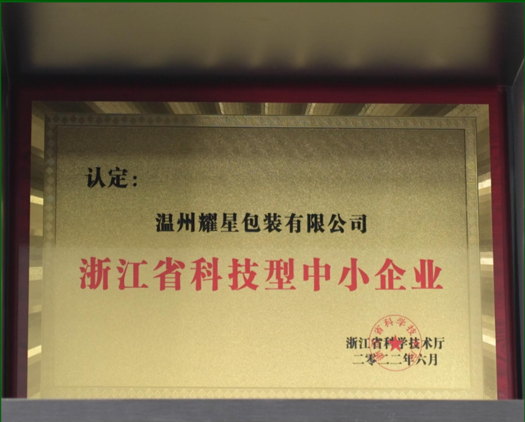 认定：
温州耀星包装有限公司
浙江省科技型中小企业
浙江省科学技术厅
二零二二年六月